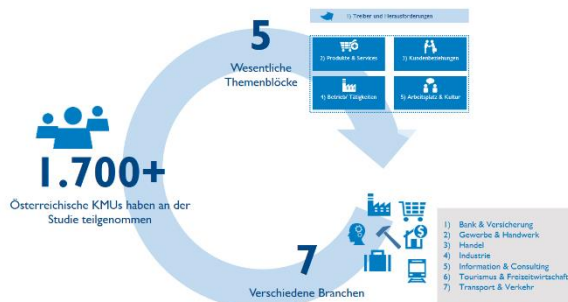 1) Treiber und Herausforderungen
5
Wesentliche
Themenblöcke
2) Produkte & Services
3) Kundenbeziehungen
4) Betriebl. Tätigkeiten
5) Arbeitsplatz & Kultur
1.700+
Österreichische KMUs haben an der
Studie teilgenommen
7
Verschiedene Branchen
1) Bank & Versicherung
2) Gewerbe & Handwerk
3) Handel
4) Industrie
5) Information & Consulting
6) Tourismus & Freizeitwirtschaft
7) Transport & Verkehr